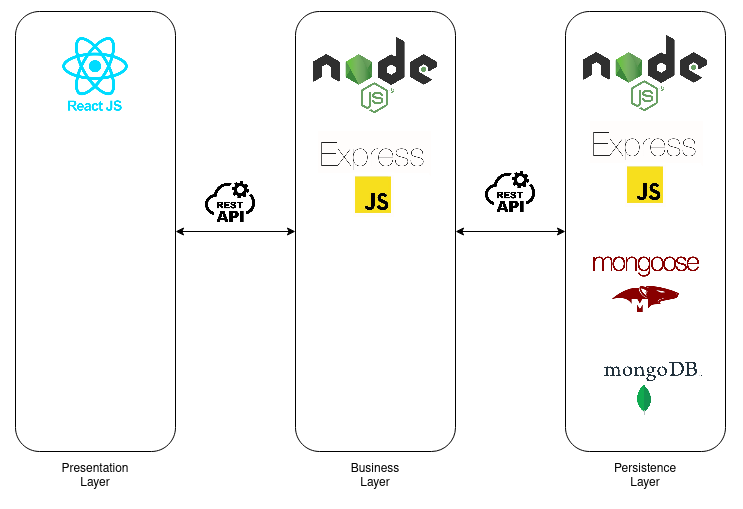 React JS
node
JS
Express
JS
node
JS
Express
JS
REST
API
REST
API
mongoose
M
mongoDB.
Presentation
Layer
Business
Layer
Persistence
Layer